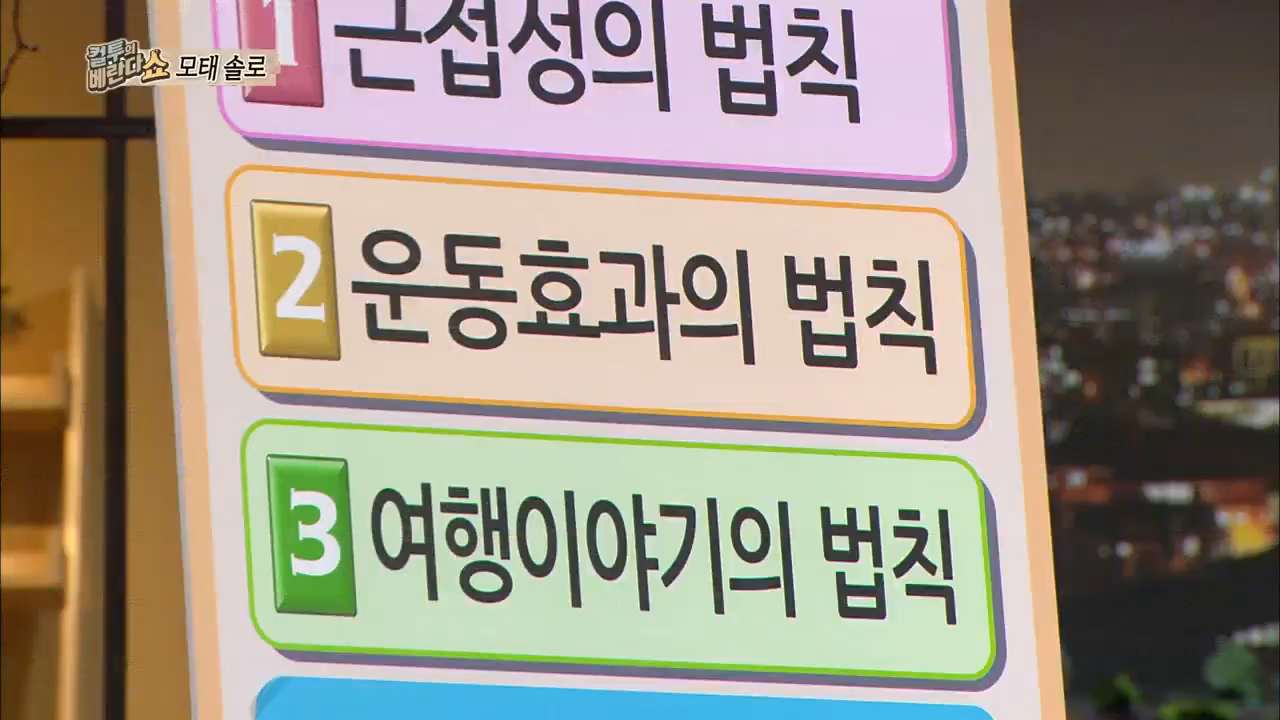 컬투의
베란다쇼 모태 솔로
1 근접성의 법칙
2 운동효과의 법칙
3 여행이야기의 법칙